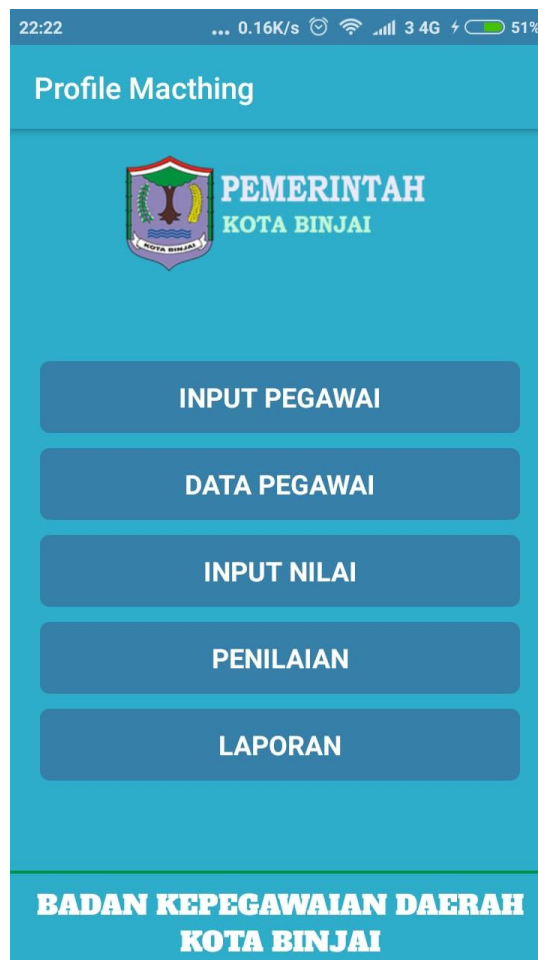 22:22 ... 0.16K/s 3 4G 51%
Profile Macthing
PEMERINTAH
KOTA BINJAI
KOTA BINJAI
INPUT PEGAWAI
DATA PEGAWAI
INPUT NILAI
PENILAIAN
LAPORAN
BADAN KEPEGAWAIAN DAERAH
KOTA BINJAI